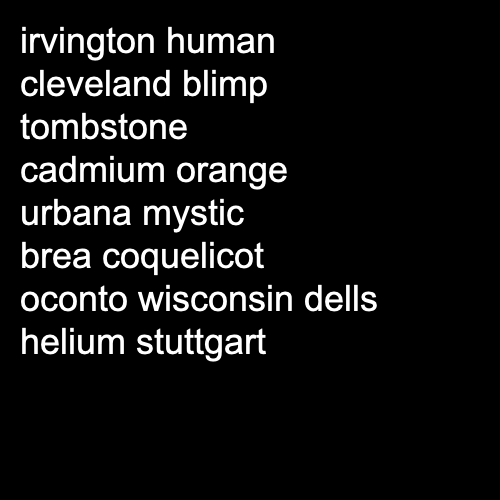 irvington human
cleveland blimp
tombstone
cadmium orange
urbana mystic
brea coquelicot
oconto wisconsin dells
helium stuttgart